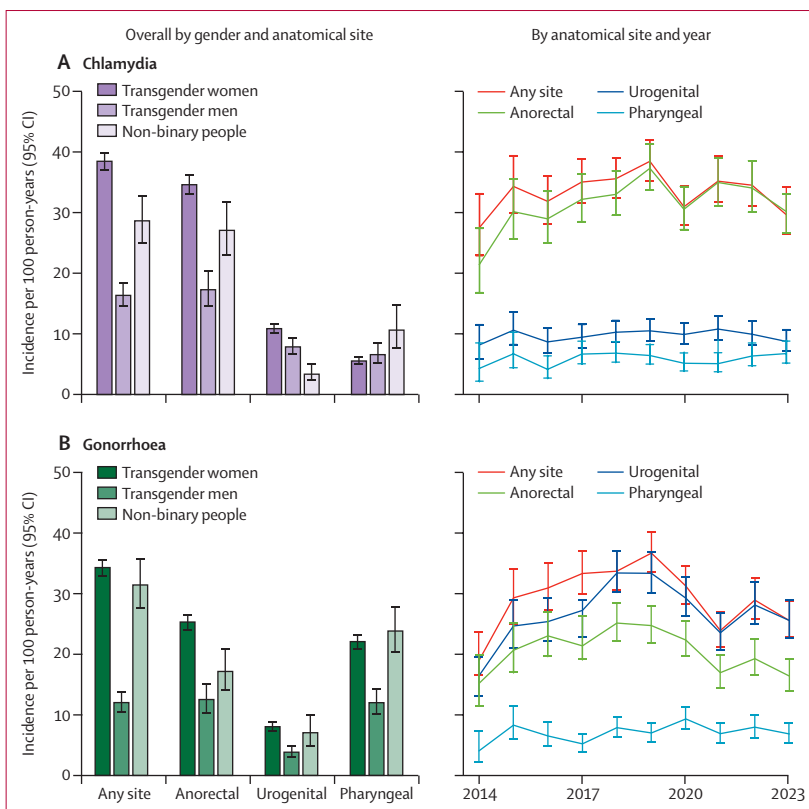 Overall by gender and anatomical site
By anatomical site and year
A Chlamydia
Transgender women
Transgender men
Non-binary people
Incidence per 100 person-years (95% CI)
50
40
30
20
10
0
Any site
Anorectal
Urogenital
Pharyngeal
B Gonorrhoea
Transgender women
Transgender men
Non-binary people
Incidence per 100 person-years (95% CI)
50
40
30
20
10
0
Any site
Anorectal
Urogenital
Pharyngeal
Any site Anorectal Urogenital Pharyngeal
2014 2017 2020 2023